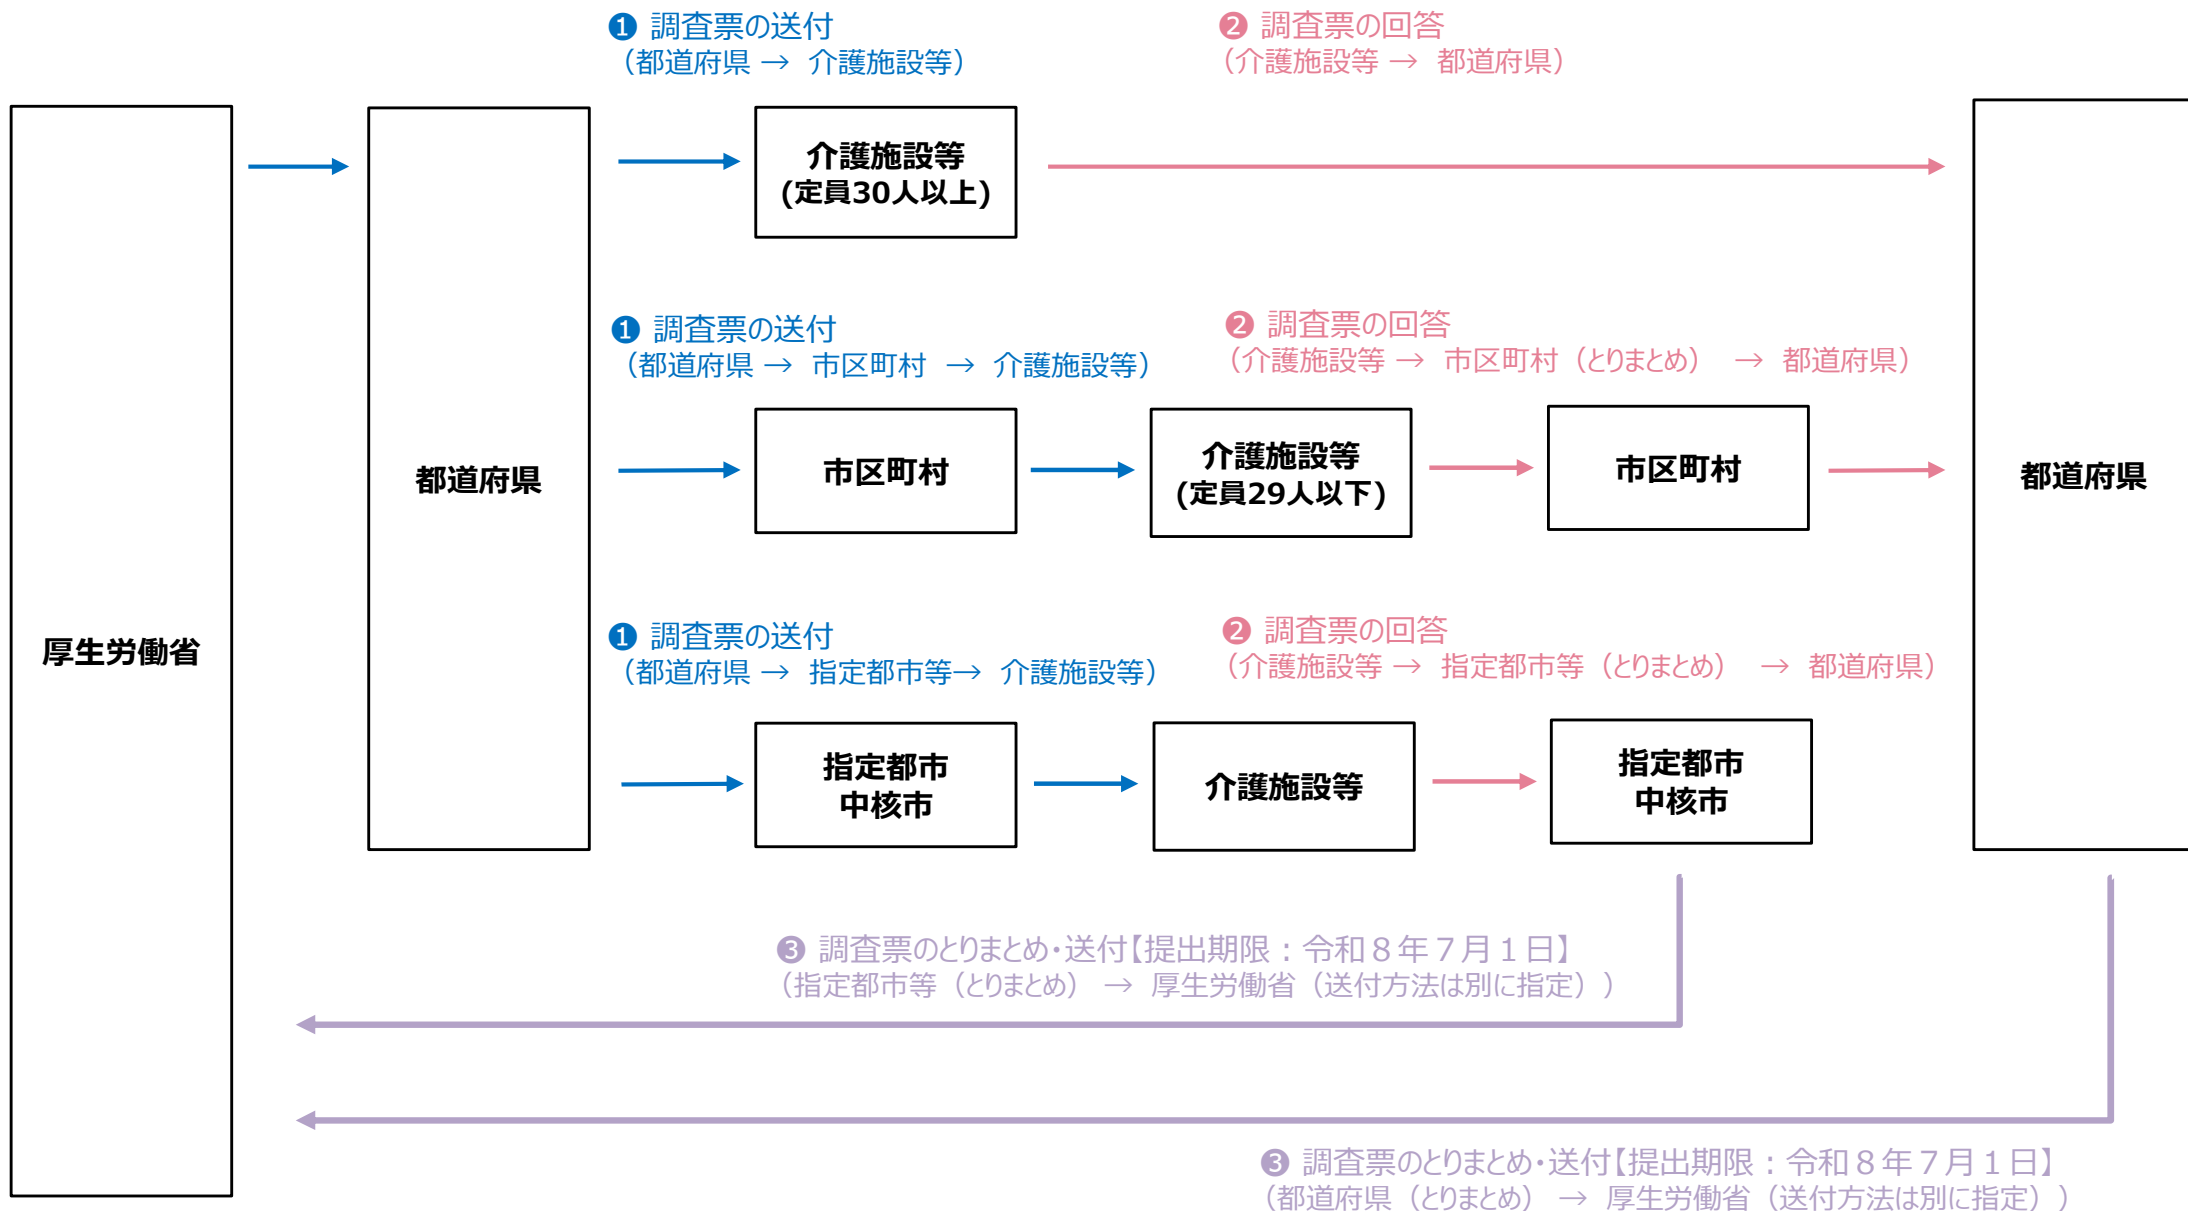 ❶ 調査票の送付
（都道府県 → 介護施設等）
❷ 調査票の回答
（介護施設等 → 都道府県）
厚生労働省
都道府県
介護施設等
(定員30人以上)
❶ 調査票の送付
（都道府県 → 市区町村 → 介護施設等）
❷ 調査票の回答
（介護施設等 → 市区町村（とりまとめ） → 都道府県）
市区町村
介護施設等
(定員29人以下)
市区町村
都道府県
❶ 調査票の送付
（都道府県 → 指定都市等→ 介護施設等）
❷ 調査票の回答
（介護施設等 → 指定都市等（とりまとめ） → 都道府県）
指定都市
中核市
介護施設等
指定都市
中核市
❸ 調査票のとりまとめ・送付【提出期限：令和８年７月１日】
（指定都市等（とりまとめ） → 厚生労働省（送付方法は別に指定））
❸ 調査票のとりまとめ・送付【提出期限：令和８年７月１日】
（都道府県（とりまとめ） → 厚生労働省（送付方法は別に指定））